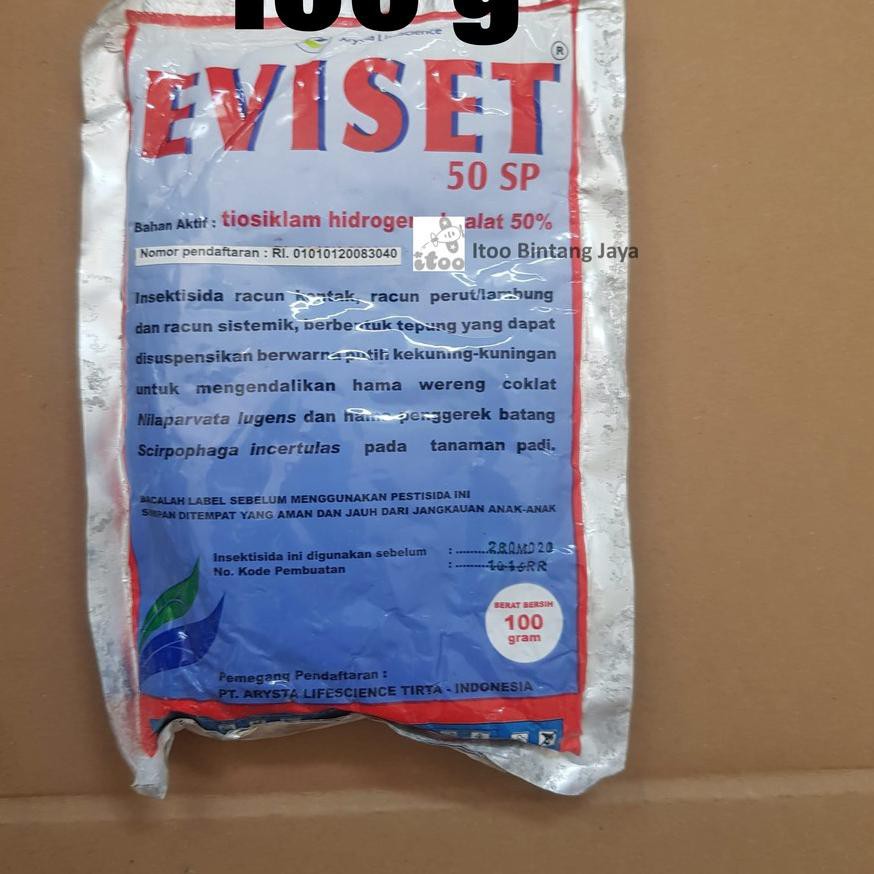 100 g
Arysta LifeScience
EVISET ®
50 SP
Bahan Aktif : tiosiklam hidrogen alat 50%
Nomor pendaftaran : RI. 01010120083040
itoo Itoo Bintang Jaya
Insektisida racun kontak, racun perut/lambung
dan racun sistemik, berbentuk tepung yang dapat
disuspensikan berwarna putih kekuning-kuningan
untuk mengendalikan hama wereng coklat
Nilaparvata lugens dan hama penggerek batang
Scirpophaga incertulas pada tanaman padi.
BACALAH LABEL SEBELUM MENGGUNAKAN PESTISIDA INI
SIMPAN DITEMPAT YANG AMAN DAN JAUH DARI JANGKAUAN ANAK-ANAK
Insektisida ini digunakan sebelum :
No. Kode Pembuatan :
BERAT BERSIH
100
gram
Pemegang Pendaftaran :
PT. ARYSTA LIFESCIENCE TIRTA - INDONESIA